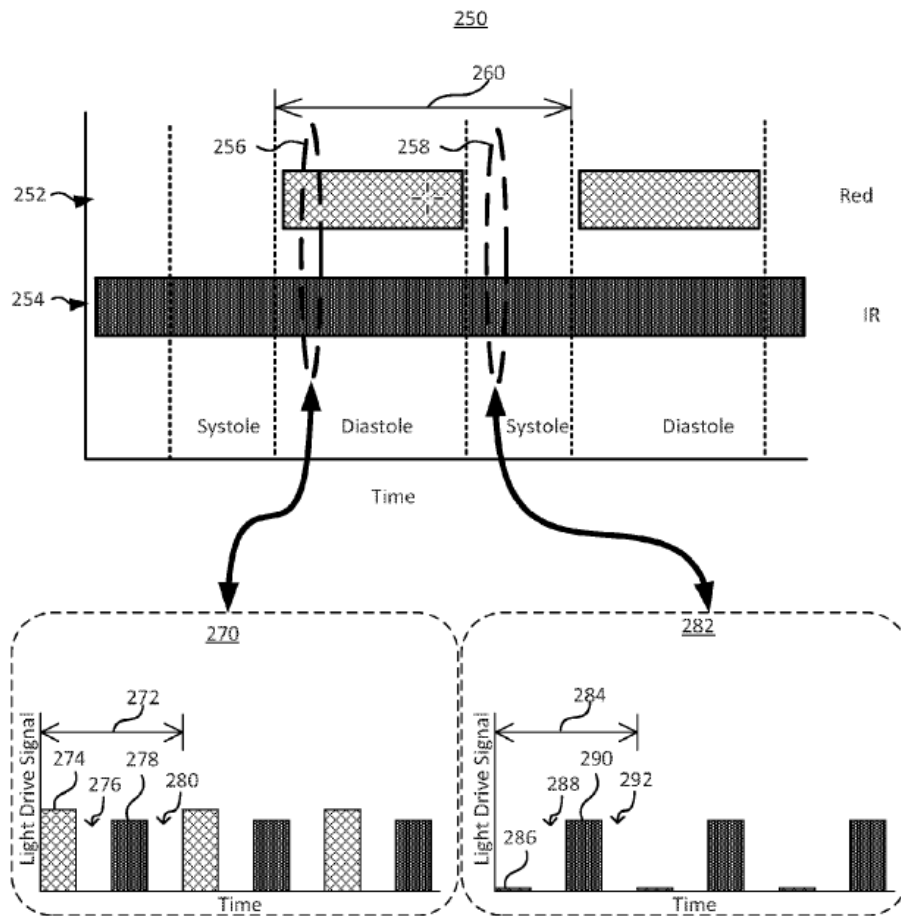 250
260
256
258
252
Red
254
IR
Systole
Diastole
Systole
Diastole
Time
270
282
272
284
274
278
290
276
280
288
292
286
Light Drive Signal
Light Drive Signal
Time
Time